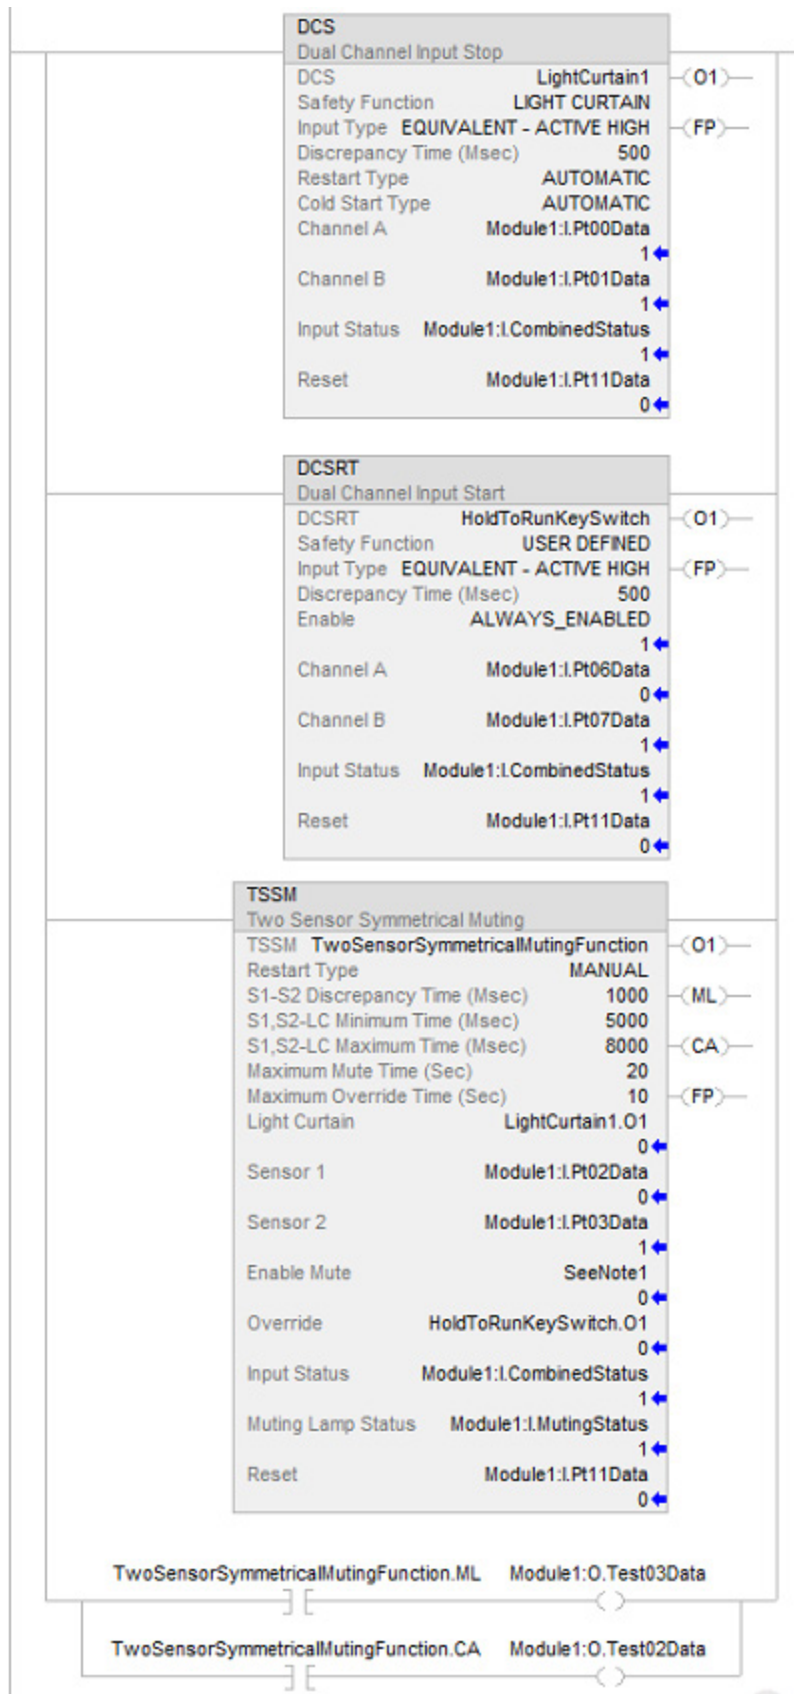 DCS
Dual Channel Input Stop
DCS LightCurtain1 (O1)
Safety Function LIGHT CURTAIN
Input Type EQUIVALENT - ACTIVE HIGH (FP)
Discrepancy Time (Msec) 500
Restart Type AUTOMATIC
Cold Start Type AUTOMATIC
Channel A Module1:I.Pt00Data
1
Channel B Module1:I.Pt01Data
1
Input Status Module1:I.CombinedStatus
1
Reset Module1:I.Pt11Data
0
DCSRT
Dual Channel Input Start
DCSRT HoldToRunKeySwitch (O1)
Safety Function USER DEFINED
Input Type EQUIVALENT - ACTIVE HIGH (FP)
Discrepancy Time (Msec) 500
Enable ALWAYS_ENABLED
1
Channel A Module1:I.Pt06Data
0
Channel B Module1:I.Pt07Data
1
Input Status Module1:I.CombinedStatus
1
Reset Module1:I.Pt11Data
0
TSSM
Two Sensor Symmetrical Muting
TSSM TwoSensorSymmetricalMutingFunction (O1)
Restart Type MANUAL
S1-S2 Discrepancy Time (Msec) 1000 (ML)
S1,S2-LC Minimum Time (Msec) 5000
S1,S2-LC Maximum Time (Msec) 8000 (CA)
Maximum Mute Time (Sec) 20
Maximum Override Time (Sec) 10 (FP)
Light Curtain LightCurtain1.O1
0
Sensor 1 Module1:I.Pt02Data
0
Sensor 2 Module1:I.Pt03Data
1
Enable Mute SeeNote1
0
Override HoldToRunKeySwitch.O1
0
Input Status Module1:I.CombinedStatus
1
Muting Lamp Status Module1:I.MutingStatus
1
Reset Module1:I.Pt11Data
0
TwoSensorSymmetricalMutingFunction.ML Module1:O.Test03Data
TwoSensorSymmetricalMutingFunction.CA Module1:O.Test02Data